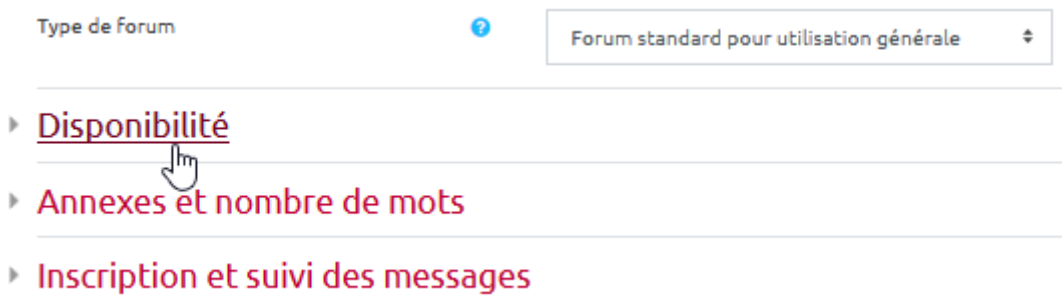 Type de forum ? Forum standard pour utilisation générale
Disponibilité
Annexes et nombre de mots
Inscription et suivi des messages